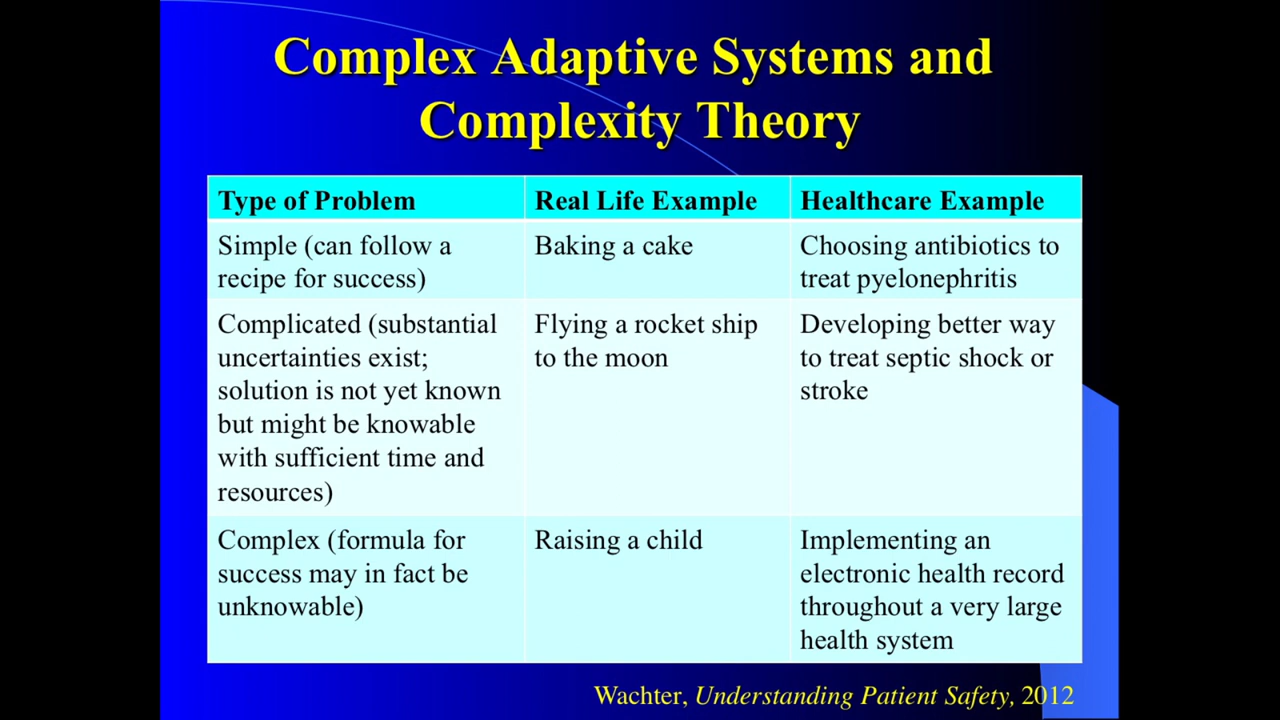 Complex Adaptive Systems and
Complexity Theory
Type of Problem
Real Life Example
Healthcare Example
Simple (can follow a
recipe for success)
Baking a cake
Choosing antibiotics to
treat pyelonephritis
Complicated (substantial
uncertainties exist;
solution is not yet known
but might be knowable
with sufficient time and
resources)
Flying a rocket ship
to the moon
Developing better way
to treat septic shock or
stroke
Complex (formula for
success may in fact be
unknowable)
Raising a child
Implementing an
electronic health record
throughout a very large
health system
Wachter, Understanding Patient Safety, 2012